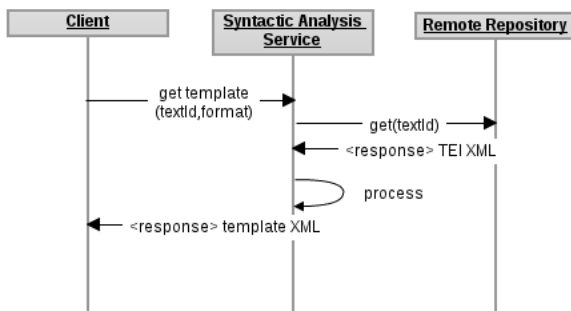 Client
Syntactic Analysis
Service
Remote Repository
get template
(textId,format)
get(textId)
<response> TEI XML
process
<response> template XML